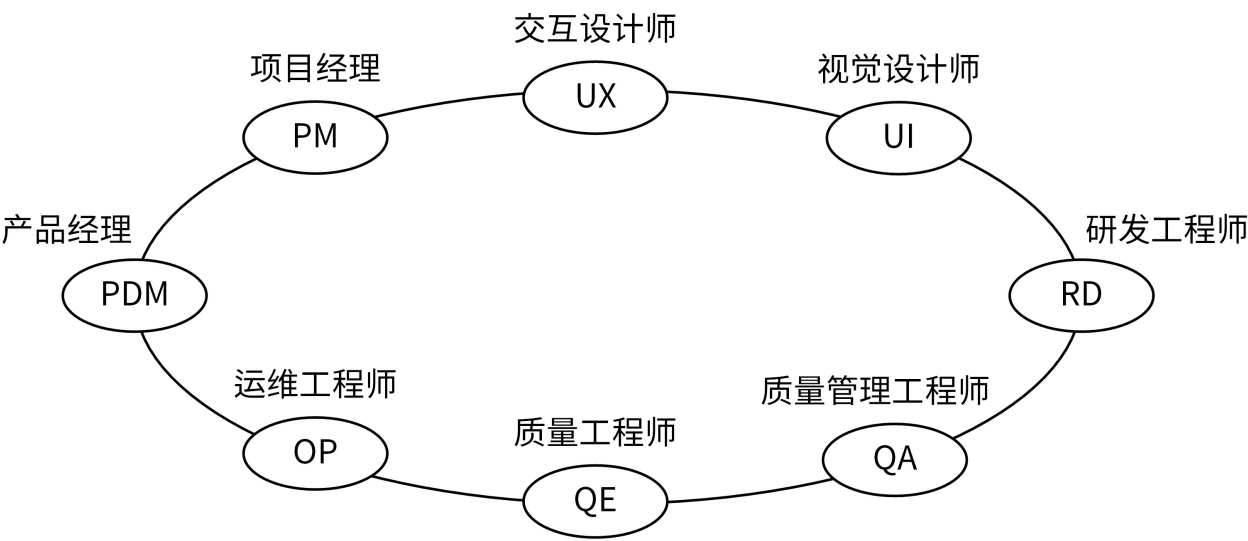 交互设计师
UX
项目经理
PM
视觉设计师
UI
产品经理
PDM
研发工程师
RD
运维工程师
OP
质量管理工程师
QA
质量工程师
QE